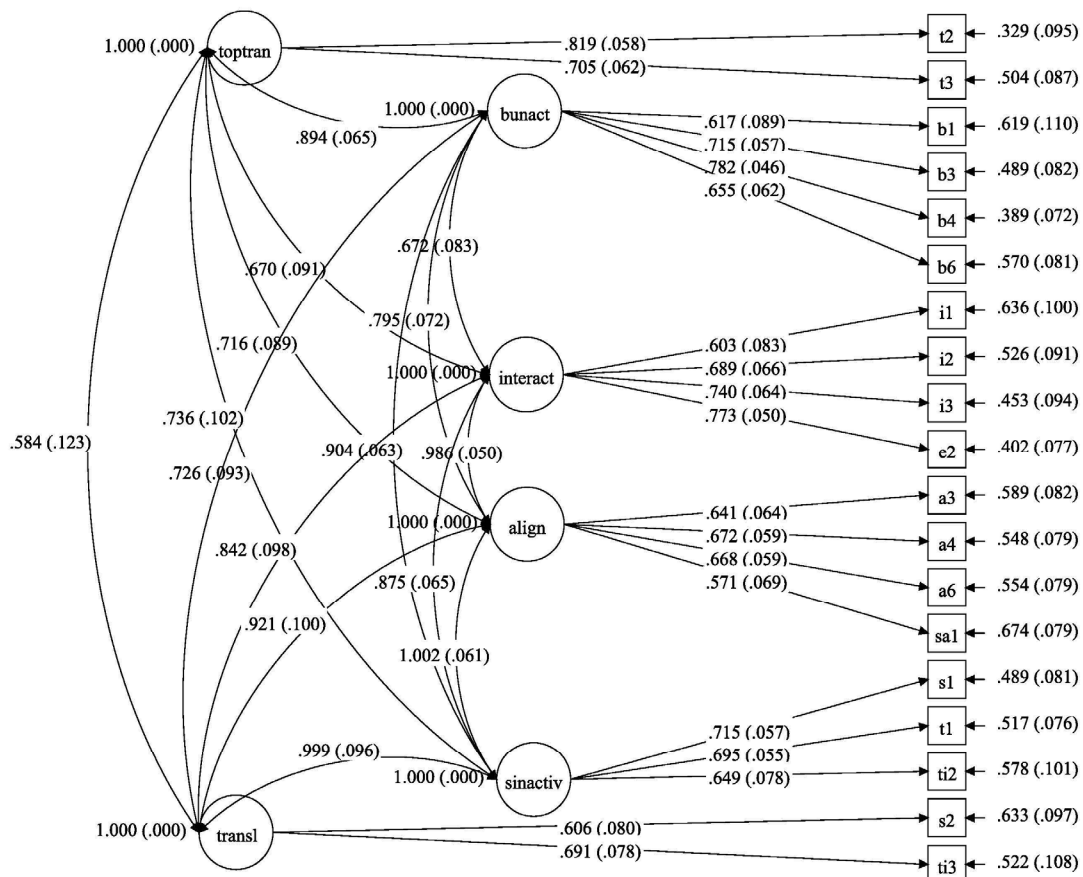 1.000 (.000)
toptran
.819 (.058)
.705 (.062)
t2
.329 (.095)
t3
.504 (.087)
1.000 (.000)
bunact
.894 (.065)
.617 (.089)
.715 (.057)
.782 (.046)
.655 (.062)
b1
.619 (.110)
b3
.489 (.082)
b4
.389 (.072)
b6
.570 (.081)
.672 (.083)
.670 (.091)
.795 (.072)
.716 (.089)
1.000 (.000)
interact
.603 (.083)
.689 (.066)
.740 (.064)
.773 (.050)
i1
.636 (.100)
i2
.526 (.091)
i3
.453 (.094)
e2
.402 (.077)
.584 (.123)
.736 (.102)
.726 (.093)
.904 (.063)
.986 (.050)
1.000 (.000)
align
.641 (.064)
.672 (.059)
.668 (.059)
.571 (.069)
a3
.589 (.082)
a4
.548 (.079)
a6
.554 (.079)
sa1
.674 (.079)
.842 (.098)
.875 (.065)
.921 (.100)
1.002 (.061)
.999 (.096)
1.000 (.000)
sinactiv
.715 (.057)
.695 (.055)
.649 (.078)
s1
.489 (.081)
t1
.517 (.076)
ti2
.578 (.101)
1.000 (.000)
transl
.606 (.080)
.691 (.078)
s2
.633 (.097)
ti3
.522 (.108)